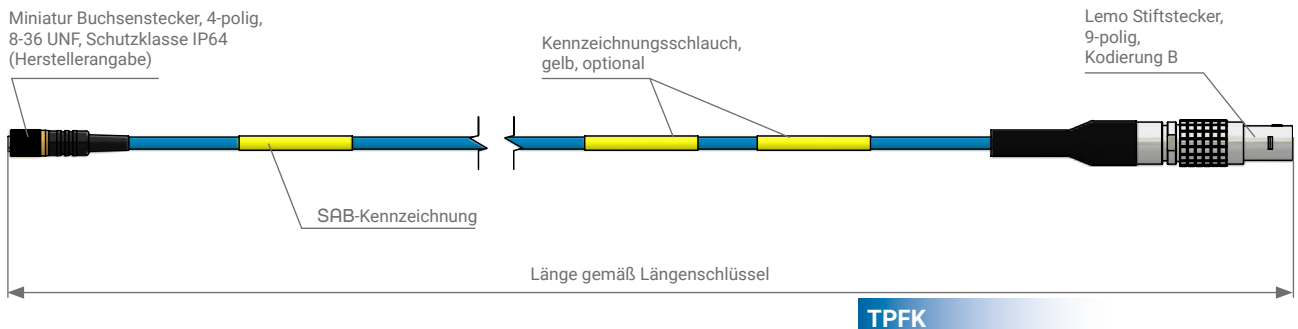 Miniatur Buchsenstecker, 4-polig,
8-36 UNF, Schutzklasse IP64
(Herstellerangabe)
Kennzeichnungsschlauch,
gelb, optional
Lemo Stiftstecker,
9-polig,
Kodierung B
SAB-Kennzeichnung
Länge gemäß Längenschlüssel
TPFK